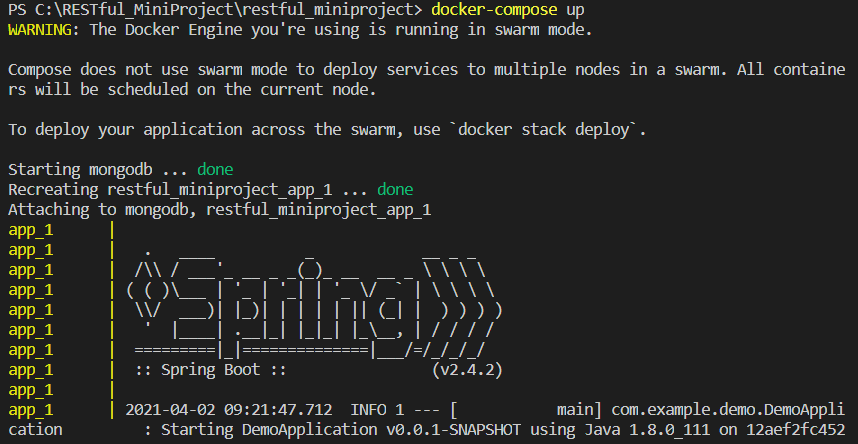 PS C:\RESTful_MiniProject\restful_miniproject> docker-compose up
WARNING: The Docker Engine you're using is running in swarm mode.

Compose does not use swarm mode to deploy services to multiple nodes in a swarm. All containe
rs will be scheduled on the current node.

To deploy your application across the swarm, use `docker stack deploy`.

Starting mongodb ... done
Recreating restful_miniproject_app_1 ... done
Attaching to mongodb, restful_miniproject_app_1
app_1      |
app_1      |   .   ____          _            __ _ _
app_1      |  /\\ / ___'_ __ _ _(_)_ __  __ _ \ \ \ \
app_1      | ( ( )\___ | '_ | '_| | '_ \/ _` | \ \ \ \
app_1      |  \\/  ___)| |_)| | | | | || (_| |  ) ) ) )
app_1      |   '  |____| .__|_| |_|_| |_\__, | / / / /
app_1      |  =========|_|==============|___/=/_/_/_/
app_1      |  :: Spring Boot ::                (v2.4.2)
app_1      |
app_1      | 2021-04-02 09:21:47.712  INFO 1 --- [           main] com.example.demo.DemoAppli
cation          : Starting DemoApplication v0.0.1-SNAPSHOT using Java 1.8.0_111 on 12aef2fc452